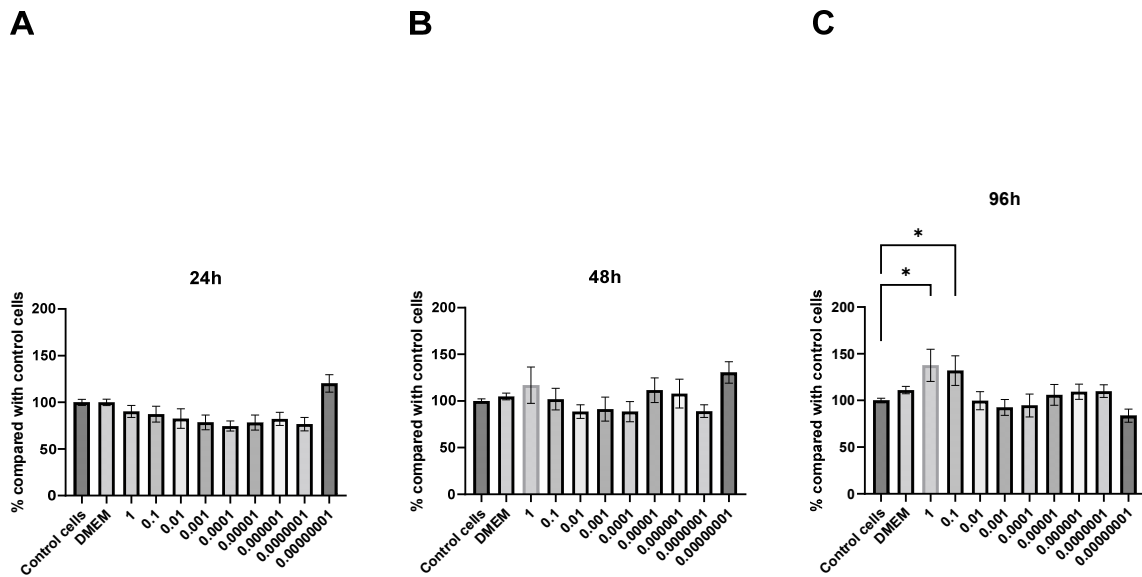 A
24h
% compared with control cells
200
150
100
50
0
Control cells
DMEM
1
0.1
0.01
0.001
0.0001
0.00001
0.000001
0.0000001
0.00000001
B
48h
% compared with control cells
200
150
100
50
0
Control cells
DMEM
1
0.1
0.01
0.001
0.0001
0.00001
0.000001
0.0000001
0.00000001
C
96h
*
*
% compared with control cells
200
150
100
50
0
Control cells
DMEM
1
0.1
0.01
0.001
0.0001
0.00001
0.000001
0.0000001
0.00000001